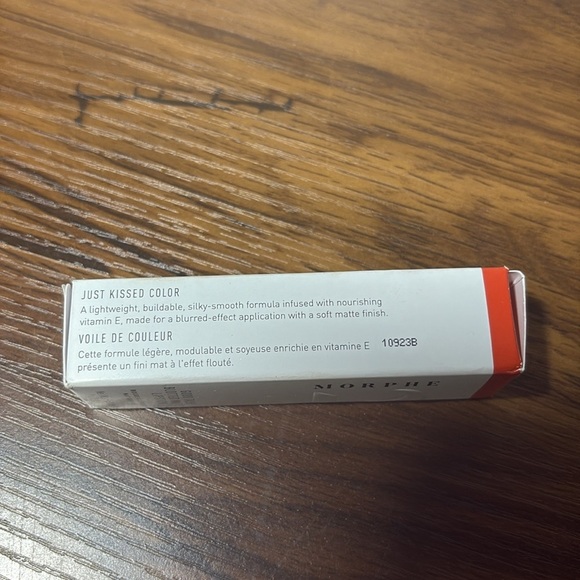 JUST KISSED COLOR
A lightweight, buildable, silky-smooth formula infused with nourishing
vitamin E, made for a blurred-effect application with a soft matte finish.
VOILE DE COULEUR
Cette formule légère, modulable et soyeuse enrichie en vitamine E 10923B
présente un fini mat à l'effet flouté.
MORPHE